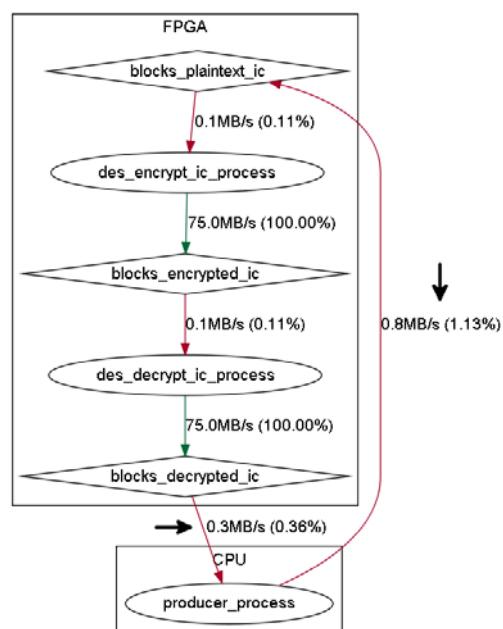 FPGA
blocks_plaintext_ic
0.1MB/s (0.11%)
des_encrypt_ic_process
75.0MB/s (100.00%)
blocks_encrypted_ic
0.1MB/s (0.11%)
0.8MB/s (1.13%)
des_decrypt_ic_process
75.0MB/s (100.00%)
blocks_decrypted_ic
0.3MB/s (0.36%)
CPU
producer_process